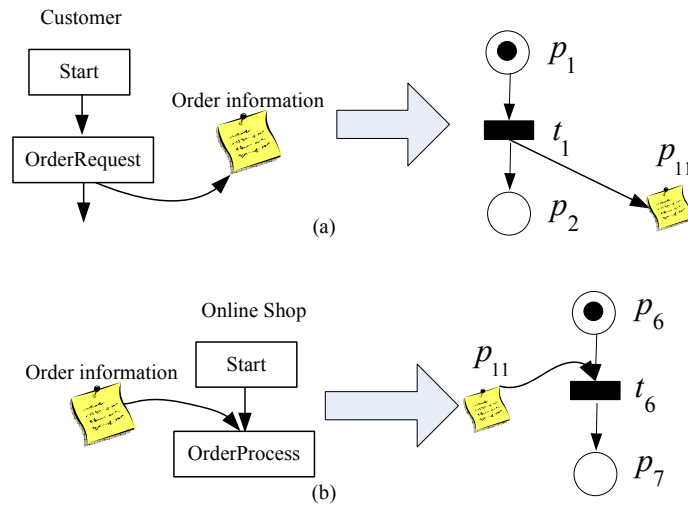 Customer
Start
Order information
OrderRequest
p1
t1
p11
p2
(a)
Online Shop
Order information
Start
OrderProcess
p11
p6
t6
p7
(b)